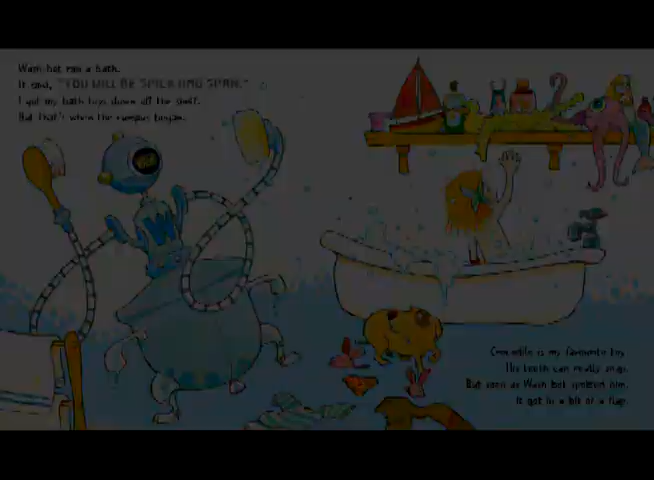 Wash-bot ran a bath.
It said, "YOU WILL BE SPICK AND SPAN."
I got my bath toys down off the shelf.
But that's when the rumpus began.
W
Crocodile is my favourite toy.
His teeth can really snap.
But soon as Wash-bot spotted him,
It got in a bit of a flap.